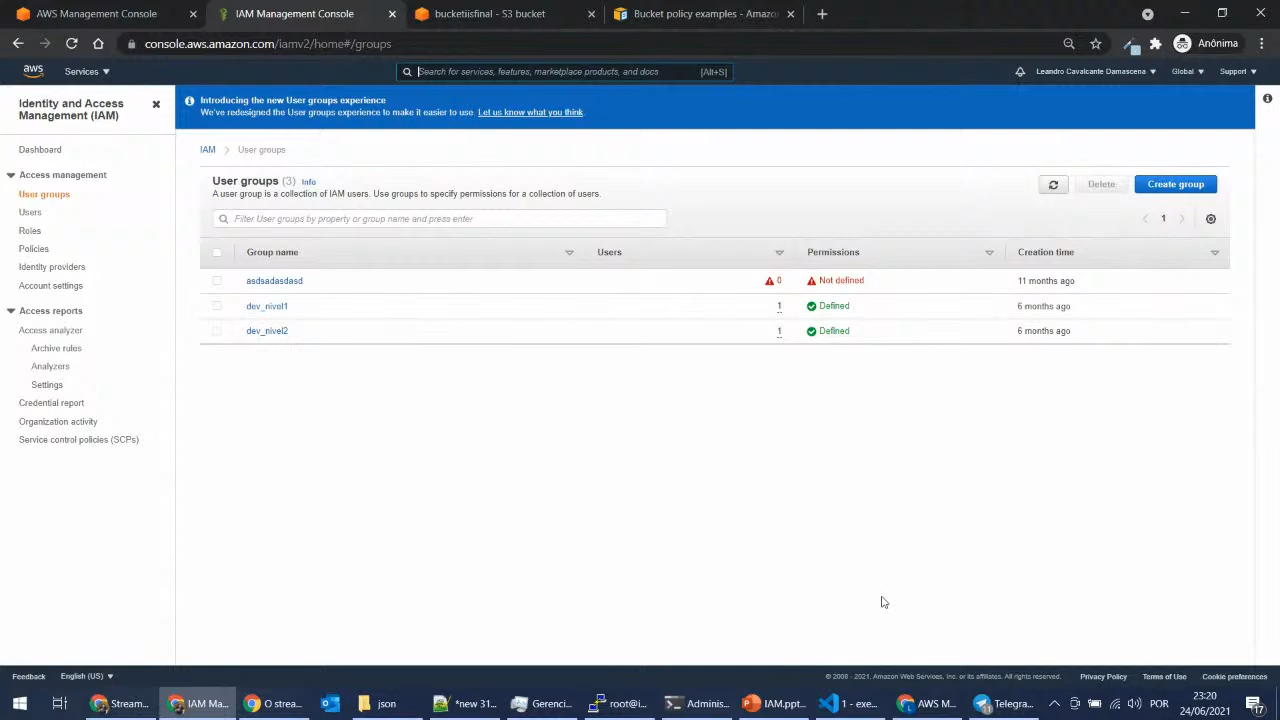 AWS Management Console
IAM Management Console
bucketiisfinal - S3 bucket
Bucket policy examples - Amazo
console.aws.amazon.com/iamv2/home#/groups
Anônima
aws
Services
Search for services, features, marketplace products, and docs
[Alt+S]
Leandro Cavalcante Damascena
Global
Support
Identity and Access
Management (IAM)
Dashboard
Access management
User groups
Users
Roles
Policies
Identity providers
Account settings
Access reports
Access analyzer
Archive rules
Analyzers
Settings
Credential report
Organization activity
Service control policies (SCPs)
Introducing the new User groups experience
We've redesigned the User groups experience to make it easier to use. Let us know what you think.
IAM
User groups
User groups (3) Info
A user group is a collection of IAM users. Use groups to specify permissions for a collection of users.
Delete
Create group
Filter User groups by property or group name and press enter
1
Group name Users Permissions Creation time
asdsadasdasd 0 Not defined 11 months ago
dev_nivel1 1 Defined 6 months ago
dev_nivel2 1 Defined 6 months ago
Feedback
English (US)
© 2008 - 2021, Amazon Web Services, Inc. or its affiliates. All rights reserved.
Privacy Policy
Terms of Use
Cookie preferences
Stream...
IAM Ma...
O stra...
json
*new 31...
Gerenci...
root@i...
Adminis...
IAM.ppt...
1 - exe...
AWS M...
11
Telegra...
POR
23:20
24/06/2021
17